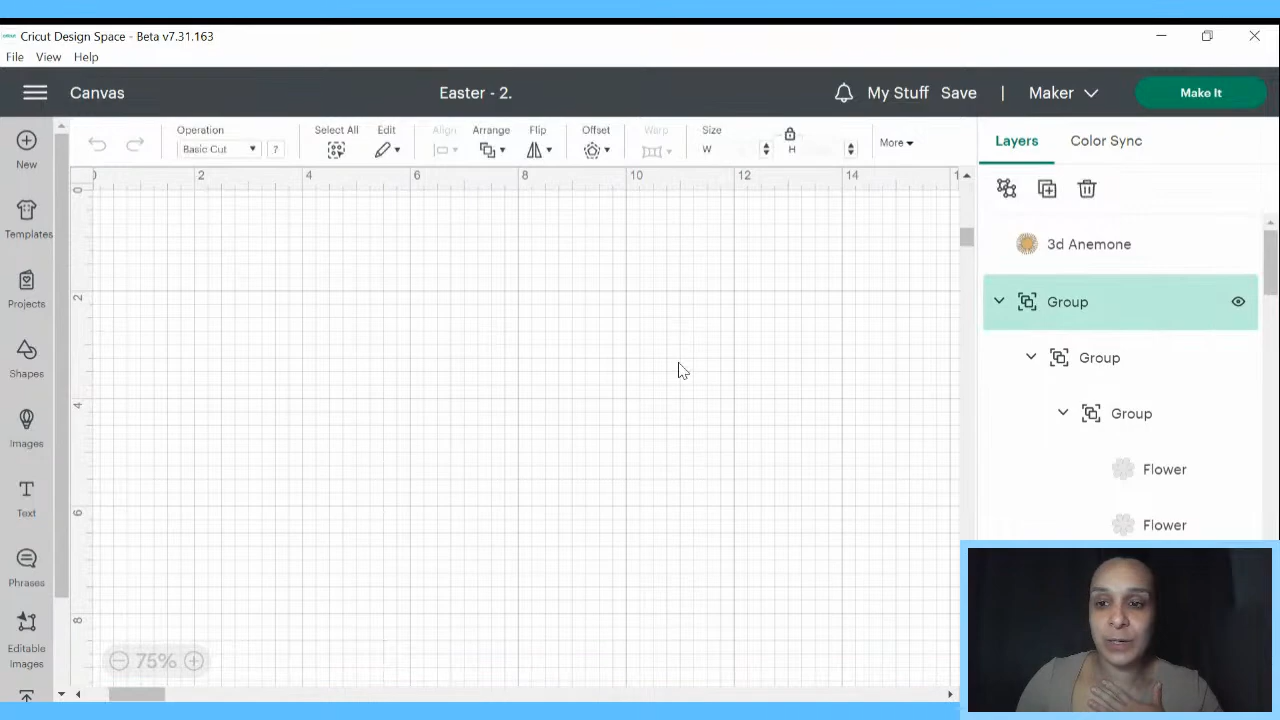 Cricut Design Space - Beta v7.31.163
File View Help
Canvas
Easter - 2.
My Stuff Save | Maker
Make It
New
Templates
Projects
Shapes
Images
Text
Phrases
Editable
Images
Operation
Basic Cut
?
Select All
Edit
Align
Arrange
Flip
Offset
Warp
Size
W
H
More
0 2 4 6 8 10 12 14
0
2
4
6
8
75%
Layers Color Sync
3d Anemone
Group
Group
Group
Flower
Flower